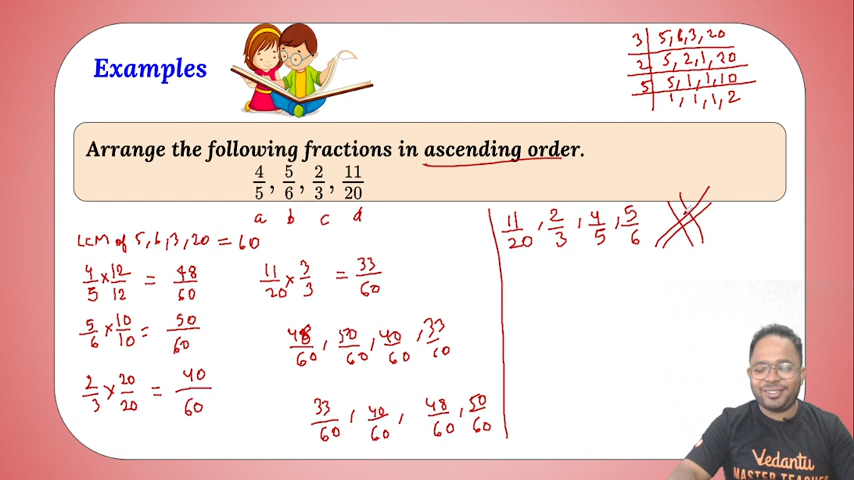 3 | 5, 6, 3, 20
2 | 5, 2, 1, 20
5 | 5, 1, 1, 10
1, 1, 1, 2
Examples
Arrange the following fractions in ascending order.
4/5, 5/6, 2/3, 11/20
a b c d
LCM of 5, 6, 3, 20 = 60
4/5 × 12/12 = 48/60
5/6 × 10/10 = 50/60
2/3 × 20/20 = 40/60
11/20 × 3/3 = 33/60
48/60, 50/60, 40/60, 33/60
33/60, 40/60, 48/60, 50/60
11/20, 2/3, 4/5, 5/6
Vedantu
MASTER TEACHER